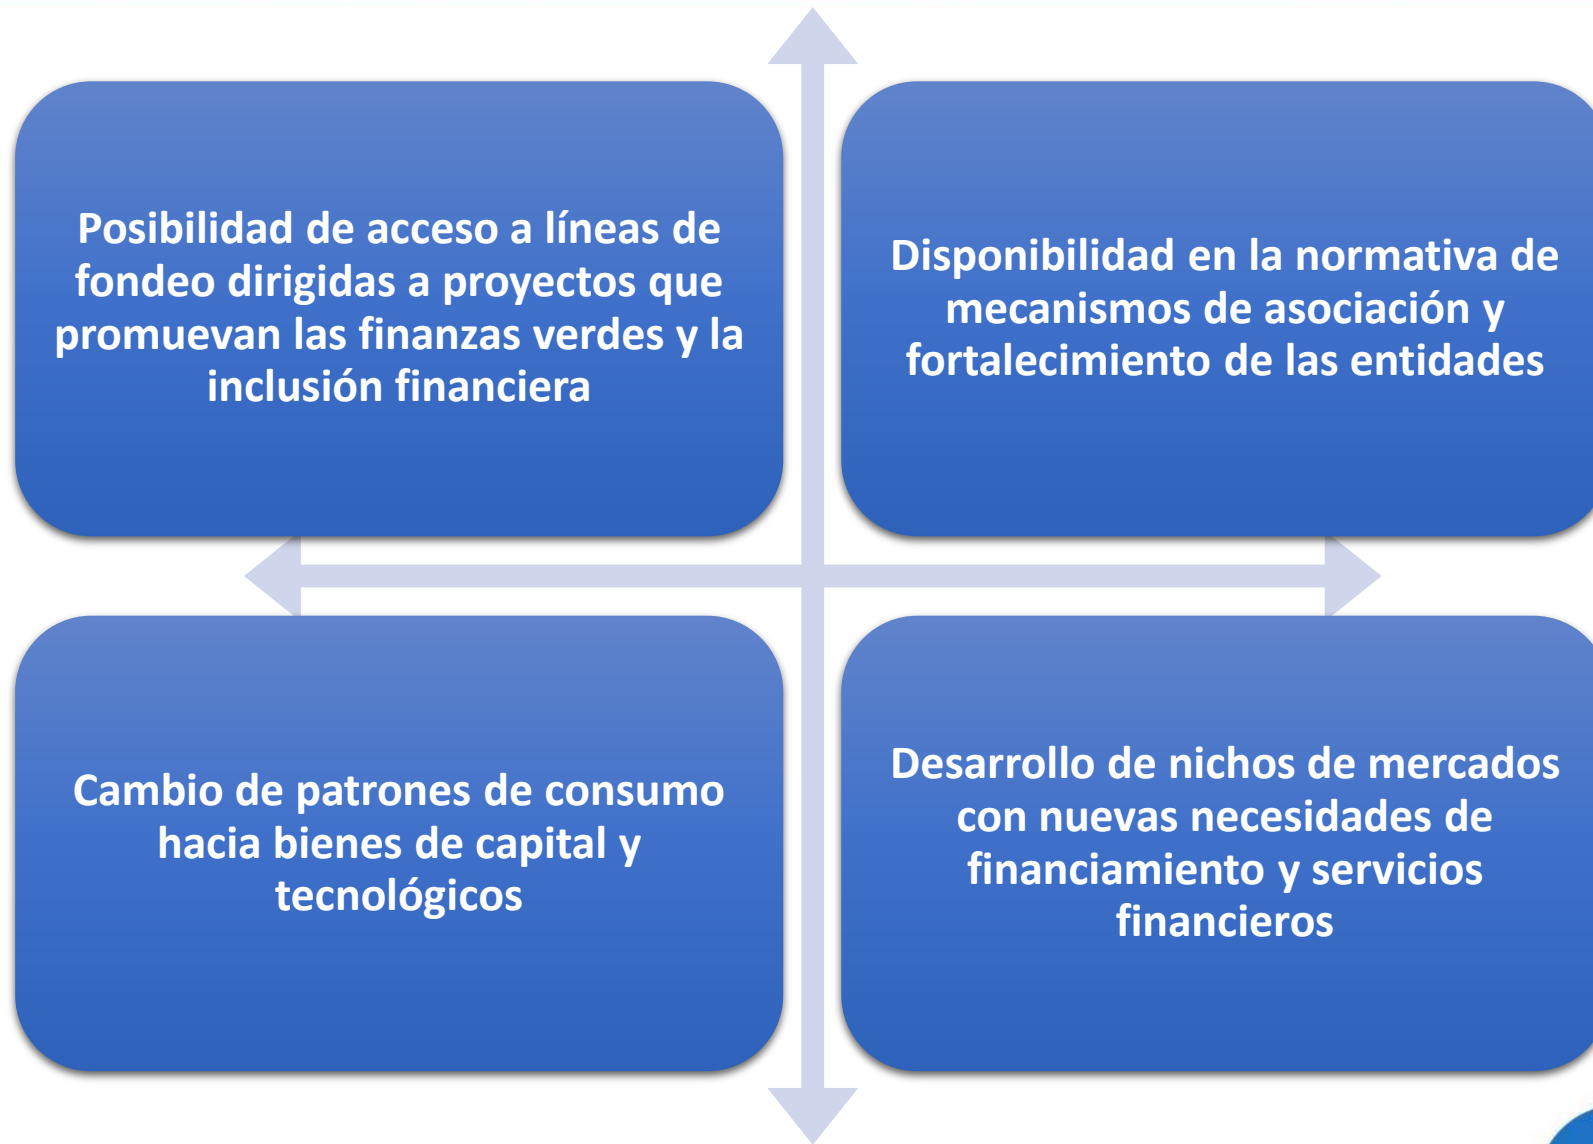 Posibilidad de acceso a líneas de
fondeo dirigidas a proyectos que
promuevan las finanzas verdes y la
inclusión financiera
Disponibilidad en la normativa de
mecanismos de asociación y
fortalecimiento de las entidades
Cambio de patrones de consumo
hacia bienes de capital y
tecnológicos
Desarrollo de nichos de mercados
con nuevas necesidades de
financiamiento y servicios
financieros